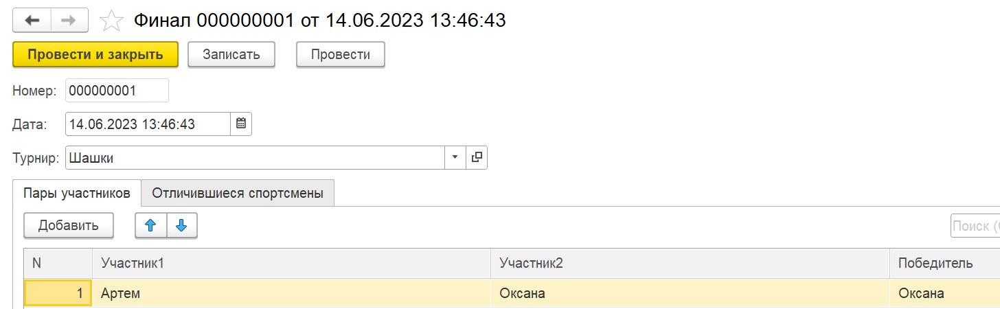 Финал 000000001 от 14.06.2023 13:46:43
Провести и закрыть Записать Провести
Номер: 000000001
Дата: 14.06.2023 13:46:43
Турнир: Шашки
Пары участников Отличившиеся спортсмены
Добавить Поиск (
N Участник1 Участник2 Победитель
1 Артем Оксана Оксана